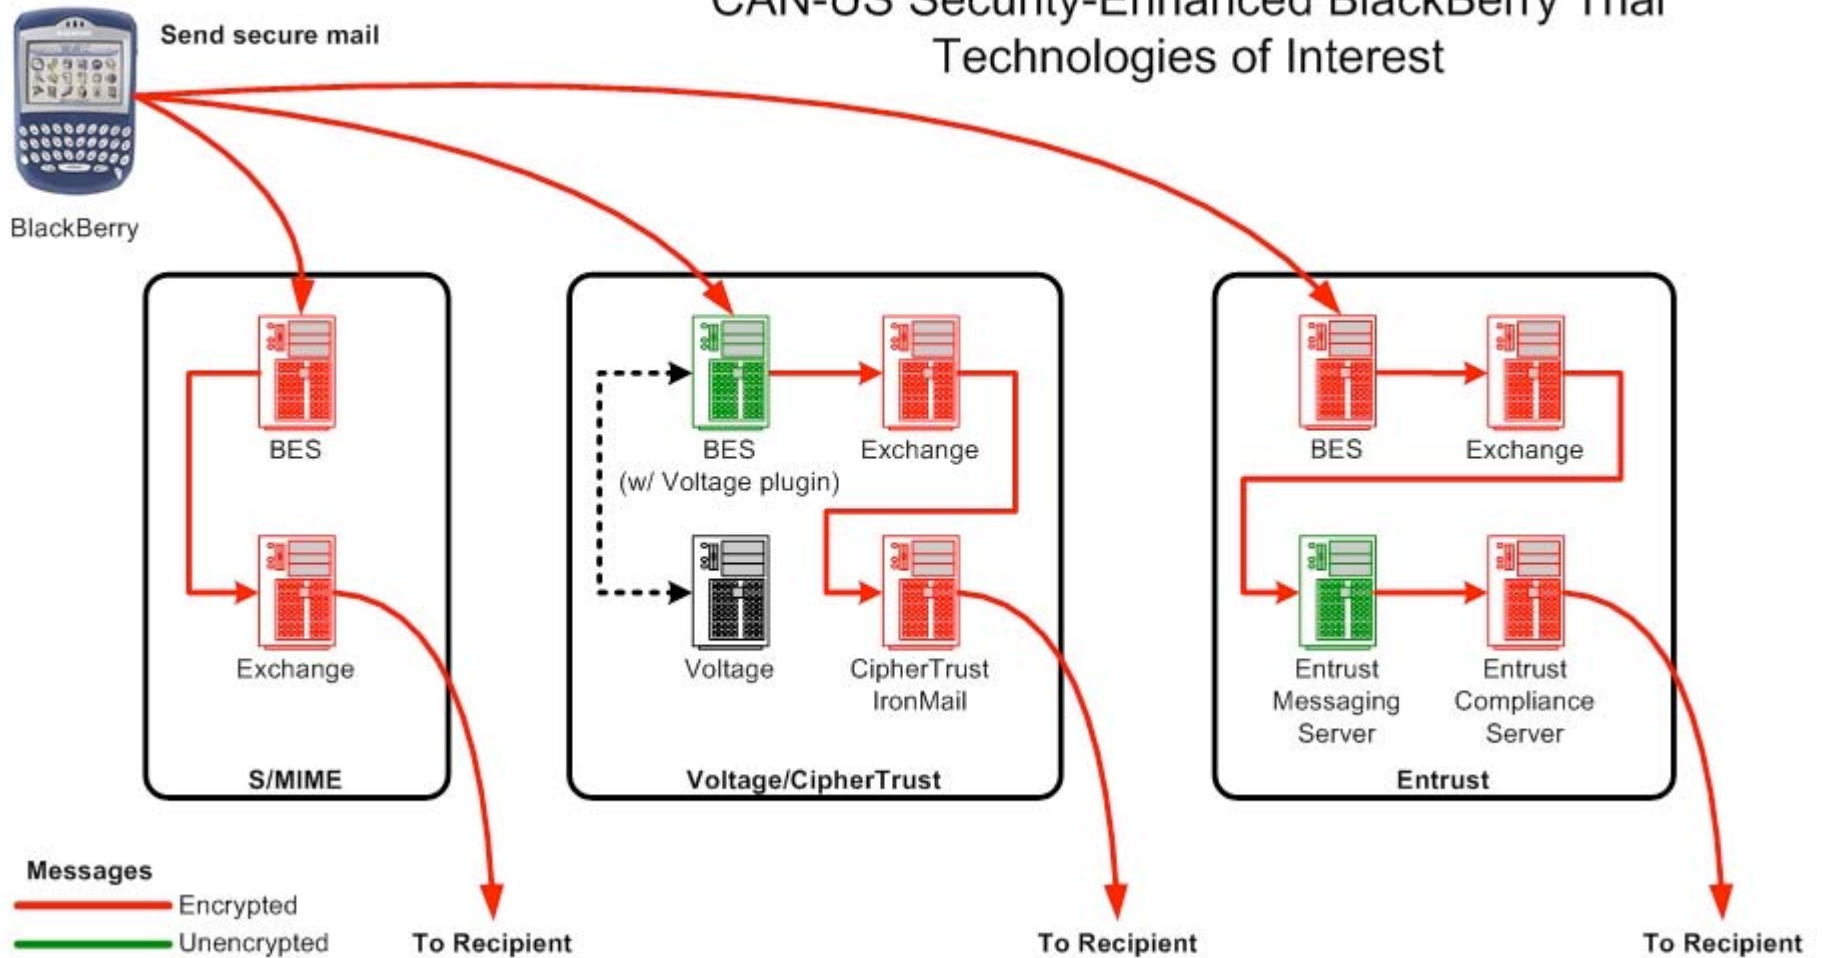 CAN-US Security-Enhanced BlackBerry Trial
Technologies of Interest
Send secure mail
BlackBerry
BES
Exchange
S/MIME
BES
(w/ Voltage plugin)
Exchange
Voltage
CipherTrust
IronMail
Voltage/CipherTrust
BES
Exchange
Entrust
Messaging
Server
Entrust
Compliance
Server
Entrust
Messages
Encrypted
Unencrypted
To Recipient
To Recipient
To Recipient